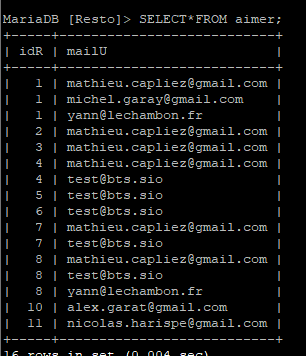 MariaDB [Resto]> SELECT*FROM aimer;
+-----+----------------------------+
| idR | mailU                      |
+-----+----------------------------+
|   1 | mathieu.capliez@gmail.com  |
|   1 | michel.garay@gmail.com     |
|   1 | yann@lechambon.fr          |
|   2 | mathieu.capliez@gmail.com  |
|   3 | mathieu.capliez@gmail.com  |
|   4 | mathieu.capliez@gmail.com  |
|   4 | test@bts.sio               |
|   5 | test@bts.sio               |
|   6 | test@bts.sio               |
|   7 | mathieu.capliez@gmail.com  |
|   7 | test@bts.sio               |
|   8 | mathieu.capliez@gmail.com  |
|   8 | test@bts.sio               |
|   8 | yann@lechambon.fr          |
|  10 | alex.garat@gmail.com       |
|  11 | nicolas.harispe@gmail.com  |
+-----+----------------------------+
16 rows in set (0.004 sec)